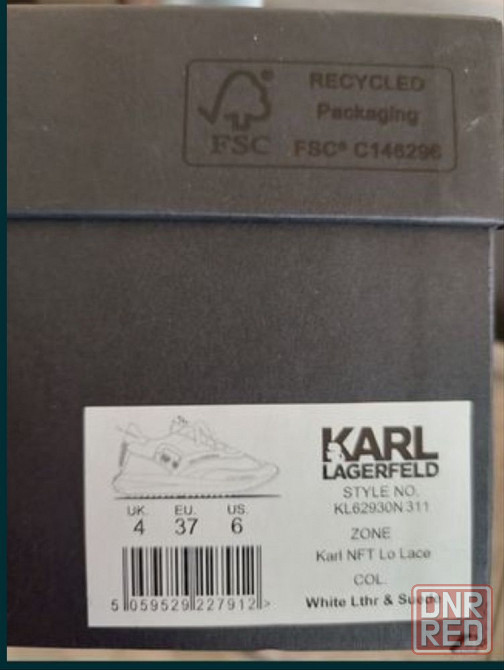 RECYCLED
Packaging
FSC
FSC® C146296
KARL
LAGERFELD
STYLE NO.
KL62930N 311
UK. EU. US.
4 37 6
ZONE
Karl NFT Lo Lace
COL.
White Lthr & Suede
5 059529 227912 >
DNR
RED